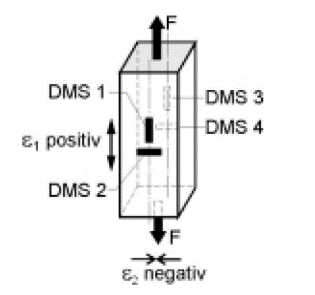 F
DMS 1
DMS 3
DMS 4
ε1 positiv
DMS 2
F
ε2 negativ